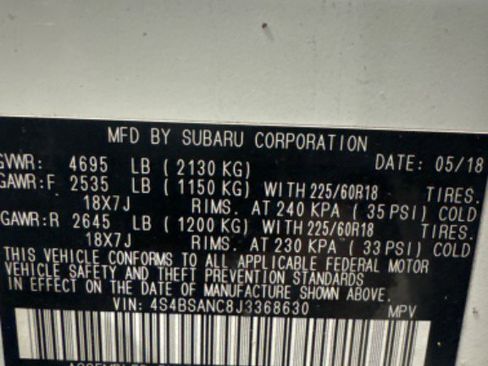 MFD BY SUBARU CORPORATION
GVWR: 4695 LB ( 2130 KG) DATE: 05/18
GAWR:F 2535 LB ( 1150 KG) WITH 225/60R18 TIRES.
18X7J RIMS. AT 240 KPA ( 35 PSI) COLD
GAWR:R 2645 LB ( 1200 KG) WITH 225/60R18 TIRES.
18X7J RIMS. AT 230 KPA ( 33 PSI) COLD
THIS VEHICLE CONFORMS TO ALL APPLICABLE FEDERAL MOTOR
VEHICLE SAFETY AND THEFT PREVENTION STANDARDS
IN EFFECT ON THE DATE OF MANUFACTURE SHOWN ABOVE.
VIN: 4S4BSANC8J3368630 MPV